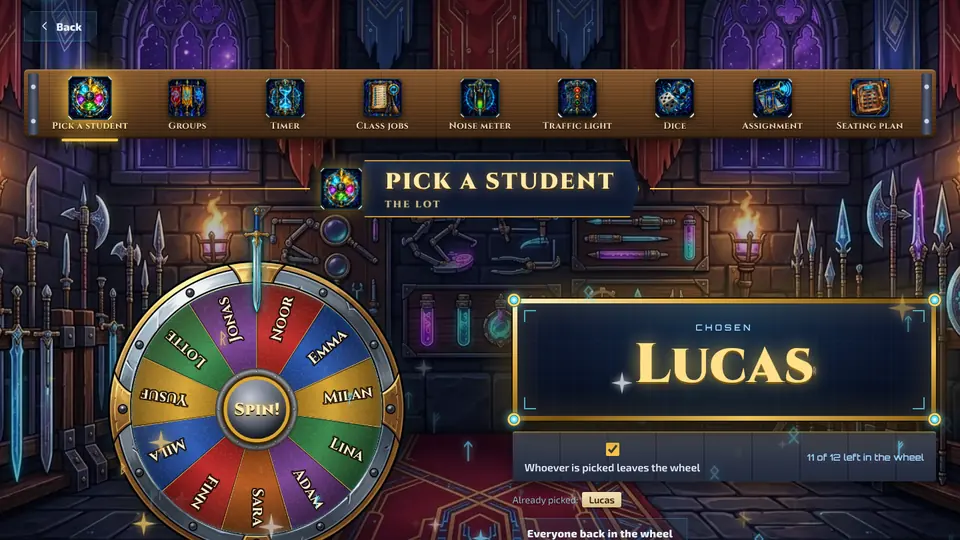 Back
Pick a student
Groups
Timer
Class jobs
Noise meter
Traffic light
Dice
Assignment
Seating plan
Pick a student
The lot
Noor
Emma
Milan
Lina
Adam
Sara
Finn
Mila
Yusuf
Lotte
Jonas
Spin!
CHOSEN
Lucas
Whoever is picked leaves the wheel
11 of 12 left in the wheel
Already picked: Lucas
Everyone back in the wheel